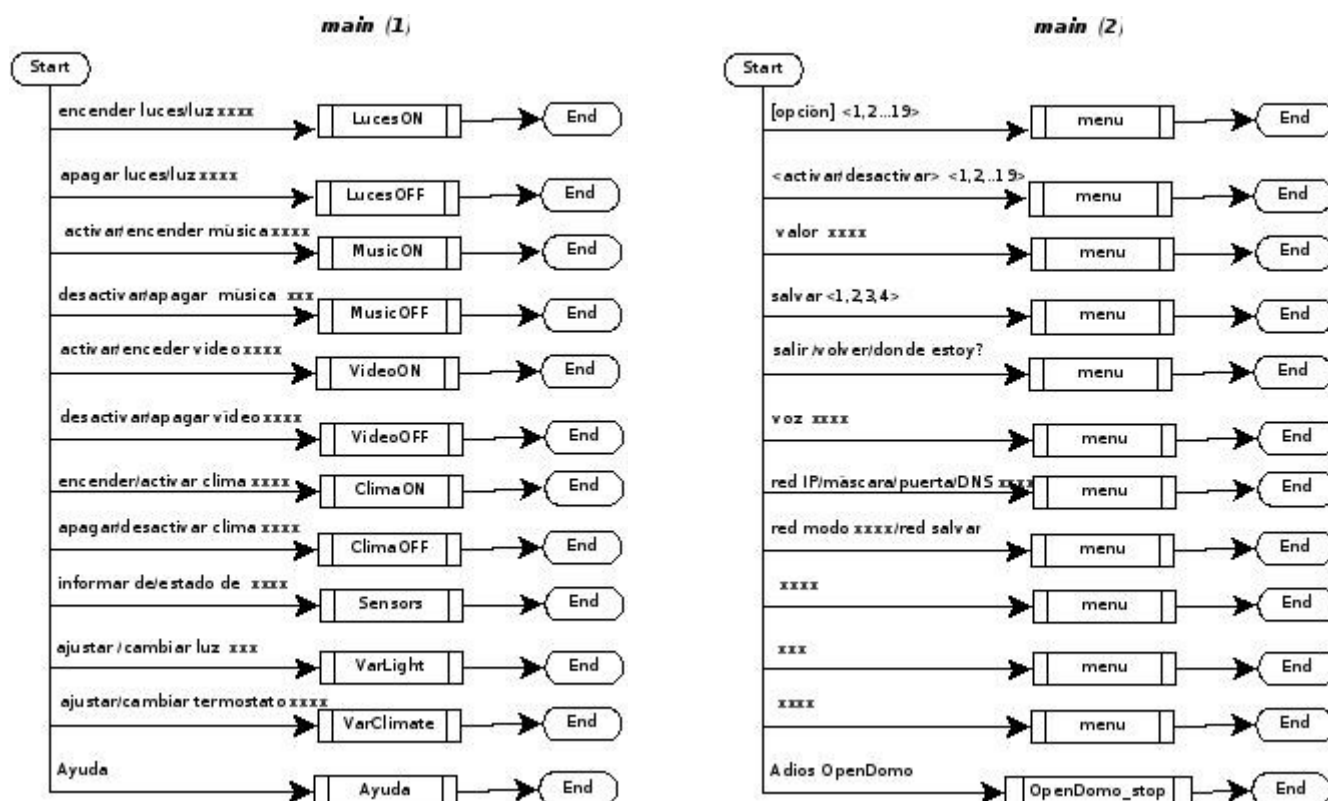 main (1)
Start
encender luces/luz xxxx
LucesON
End
apagar luces/luz xxxx
LucesOFF
End
activar/encender música xxxx
MusicON
End
desactivar/apagar música xxx
MusicOFF
End
activar/enceder video xxxx
VideoON
End
desactivar/apagar vídeo xxxx
VideoOFF
End
encender/activar clima xxxx
ClimaON
End
apagar/desactivar clima xxxx
ClimaOFF
End
informar de/estado de xxxx
Sensors
End
ajustar /cambiar luz xxx
VarLight
End
ajustar/cambiar termostato xxxx
VarClimate
End
Ayuda
Ayuda
End
main (2)
Start
[opción] <1,2...19>
menu
End
<activar/desactivar> <1,2,..19>
menu
End
valor xxxx
menu
End
salvar <1,2,3,4>
menu
End
salir /volver/donde estoy?
menu
End
voz xxxx
menu
End
red IP/máscara/puerta/DNS xxxx
menu
End
red modo xxxx/red salvar
menu
End
xxxx
menu
End
xxx
menu
End
xxxx
menu
End
Adios OpenDomo
OpenDomo_stop
End